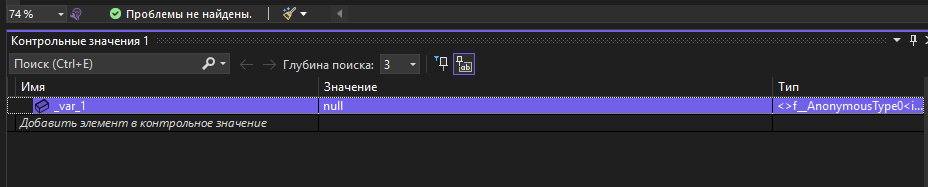 74 %
Проблемы не найдены.
Контрольные значения 1
Поиск (Ctrl+E)
Глубина поиска: 3
ab
Имя Значение Тип
_var_1 null <>f__AnonymousType0<i...
Добавить элемент в контрольное значение